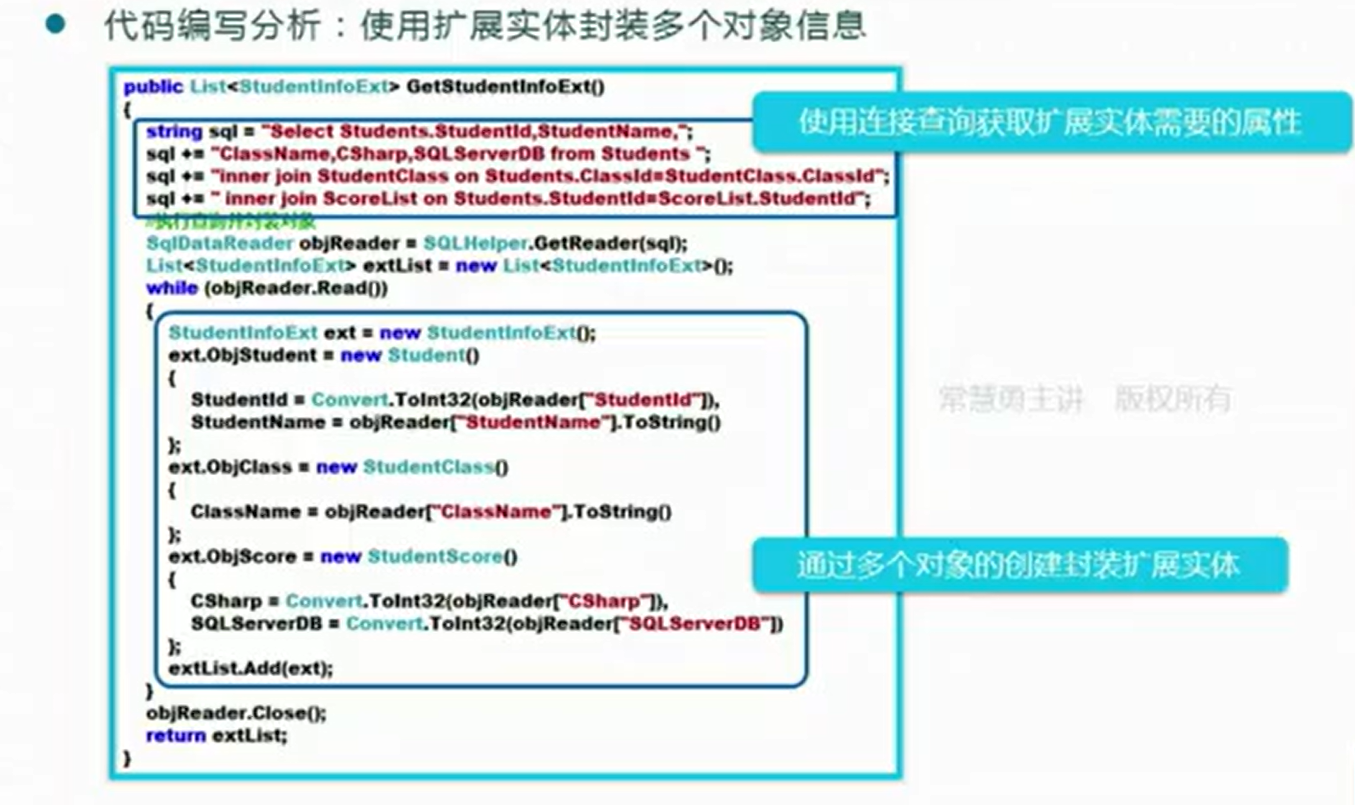 代码编写分析：使用扩展实体封装多个对象信息
public List<StudentInfoExt> GetStudentInfoExt()
{
使用连接查询获取扩展实体需要的属性
string sql = "Select Students.StudentId,StudentName,";
sql += "ClassName,CSharp,SQLServerDB from Students ";
sql += "inner join StudentClass on Students.ClassId=StudentClass.ClassId";
sql += " inner join ScoreList on Students.StudentId=ScoreList.StudentId";
//执行查询并封装对象
SqlDataReader objReader = SQLHelper.GetReader(sql);
List<StudentInfoExt> extList = new List<StudentInfoExt>();
while (objReader.Read())
{
StudentInfoExt ext = new StudentInfoExt();
ext.ObjStudent = new Student()
{
StudentId = Convert.ToInt32(objReader["StudentId"]),
StudentName = objReader["StudentName"].ToString()
};
常慧勇主讲 版权所有
ext.ObjClass = new StudentClass()
{
ClassName = objReader["ClassName"].ToString()
};
ext.ObjScore = new StudentScore()
{
通过多个对象的创建封装扩展实体
CSharp = Convert.ToInt32(objReader["CSharp"]),
SQLServerDB = Convert.ToInt32(objReader["SQLServerDB"])
};
extList.Add(ext);
}
objReader.Close();
return extList;
}